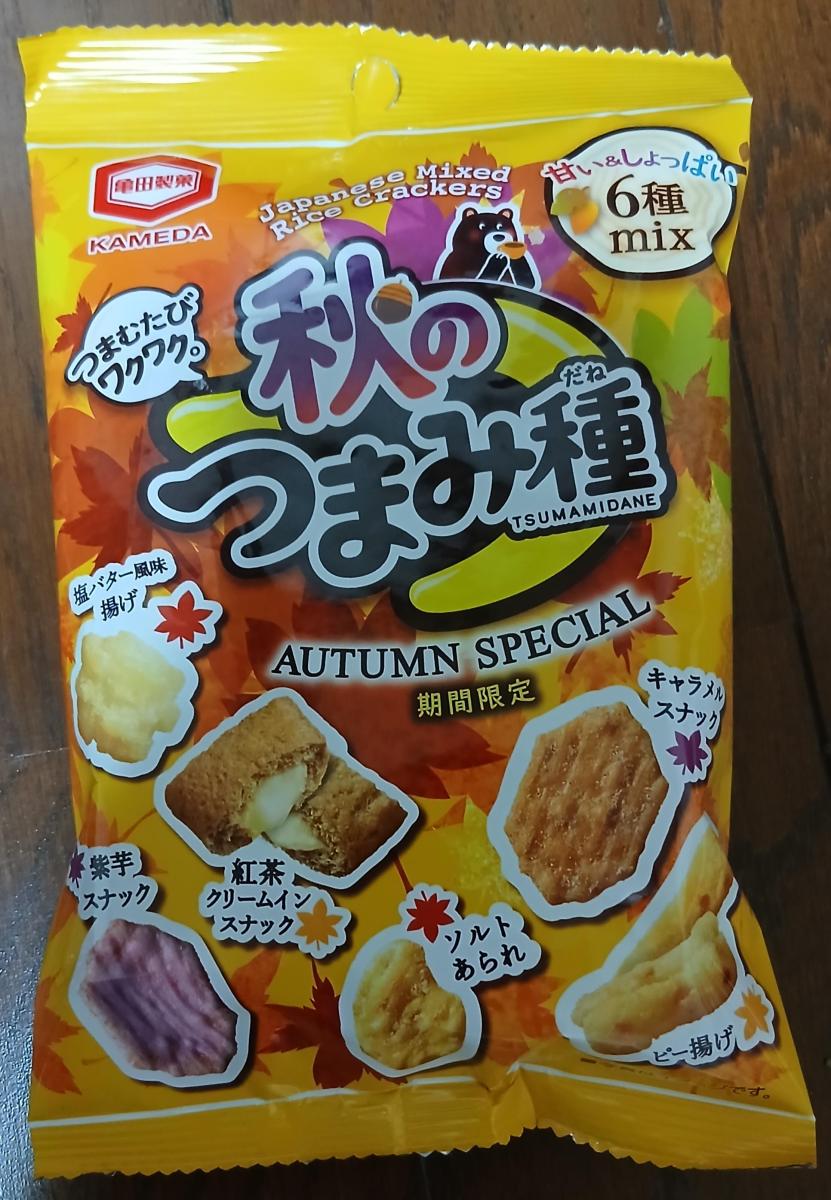 亀田製菓
KAMEDA
Japanese Mixed
Rice Crackers
甘い&しょっぱい
6種
mix
つまむたび
ワクワク。
秋の
つまみ種
だね
TSUMAMIDANE
AUTUMN SPECIAL
期間限定
塩バター風味
揚げ
キャラメル
スナック
紅茶
クリームイン
スナック
紫芋
スナック
ソルト
あられ
ピー揚げ
です。